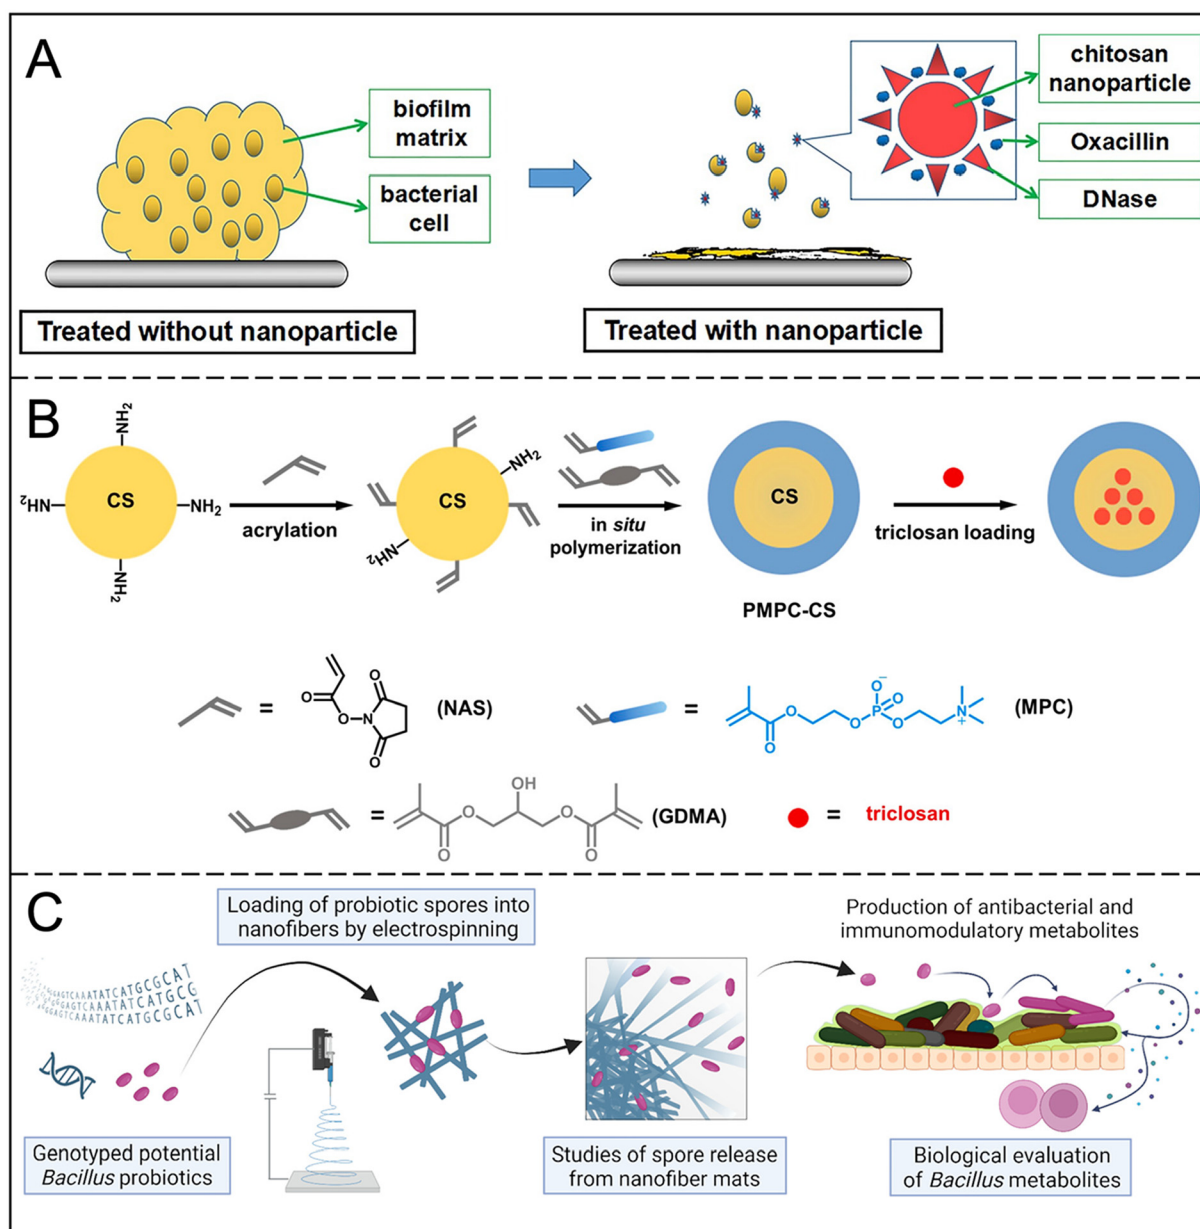 A
biofilm
matrix
bacterial
cell
Treated without nanoparticle
chitosan
nanoparticle
Oxacillin
DNase
Treated with nanoparticle
B
NH₂
NH₂
CS
NH₂
NH₂
acrylation
NH₂
CS
NH₂
in situ
polymerization
CS
PMPC-CS
triclosan loading
=
O
O
O
N
O
(NAS)
=
O
O
O
P
O⁻
O
O
N⁺
(MPC)
=
O
O
OH
O
O
(GDMA)
=
triclosan
C
Loading of probiotic spores into
nanofibers by electrospinning
Genotyped potential
Bacillus probiotics
Studies of spore release
from nanofiber mats
Production of antibacterial and
immunomodulatory metabolites
Biological evaluation
of Bacillus metabolites